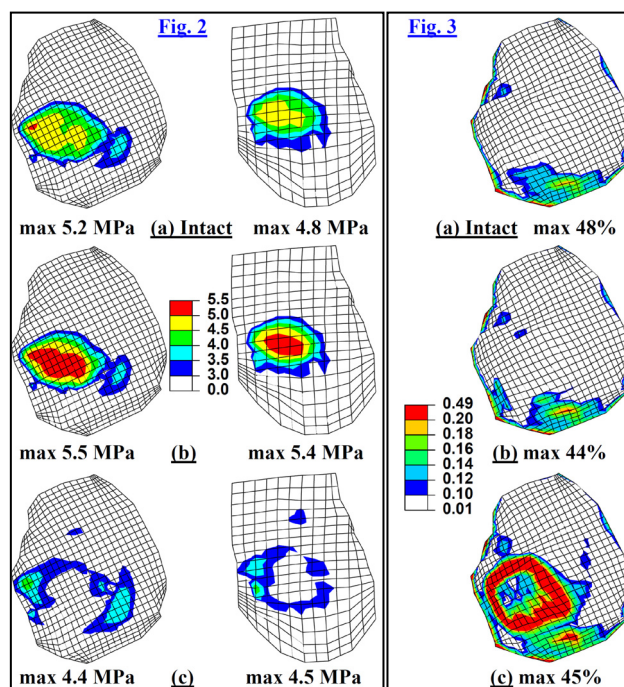 Fig. 2
max 5.2 MPa (a) Intact max 4.8 MPa
5.5
5.0
4.5
4.0
3.5
3.0
0.0
max 5.5 MPa (b) max 5.4 MPa
max 4.4 MPa (c) max 4.5 MPa
Fig. 3
(a) Intact max 48%
0.49
0.20
0.18
0.16
0.14
0.12
0.10
0.01
(b) max 44%
(c) max 45%